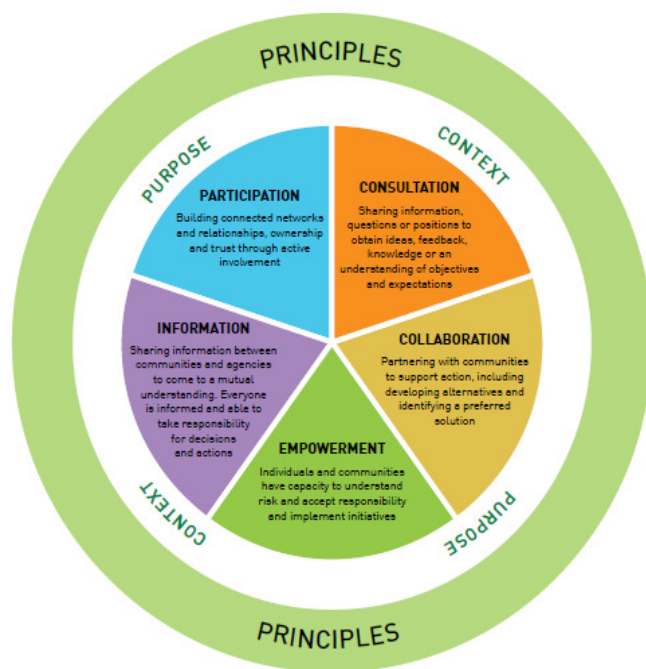 PRINCIPLES
PURPOSE
CONTEXT
PARTICIPATION
Building connected networks
and relationships, ownership
and trust through active
involvement
CONSULTATION
Sharing information,
questions or positions to
obtain ideas, feedback,
knowledge or an
understanding of objectives
and expectations
INFORMATION
Sharing information between
communities and agencies
to come to a mutual
understanding. Everyone
is informed and able to
take responsibility
for decisions
and actions
COLLABORATION
Partnering with communities
to support action, including
developing alternatives and
identifying a preferred
solution
EMPOWERMENT
Individuals and communities
have capacity to understand
risk and accept responsibility
and implement initiatives
CONTEXT
PURPOSE
PRINCIPLES